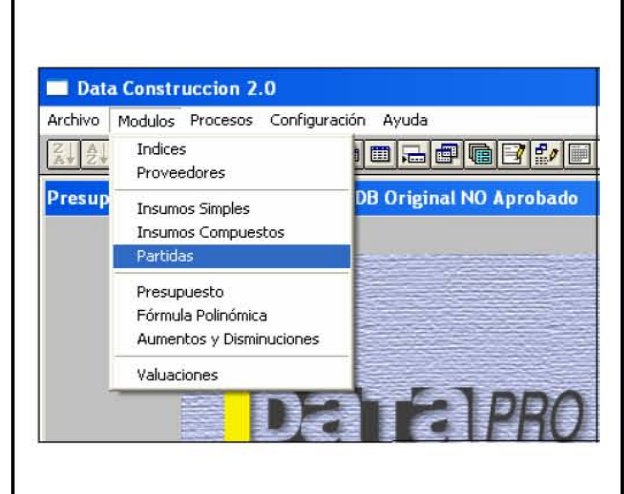 Data Construccion 2.0
Archivo Modulos Procesos Configuración Ayuda
Indices
Proveedores
Presup DB Original NO Aprobado
Insumos Simples
Insumos Compuestos
Partidas
Presupuesto
Fórmula Polinómica
Aumentos y Disminuciones
Valuaciones
DATA PRO